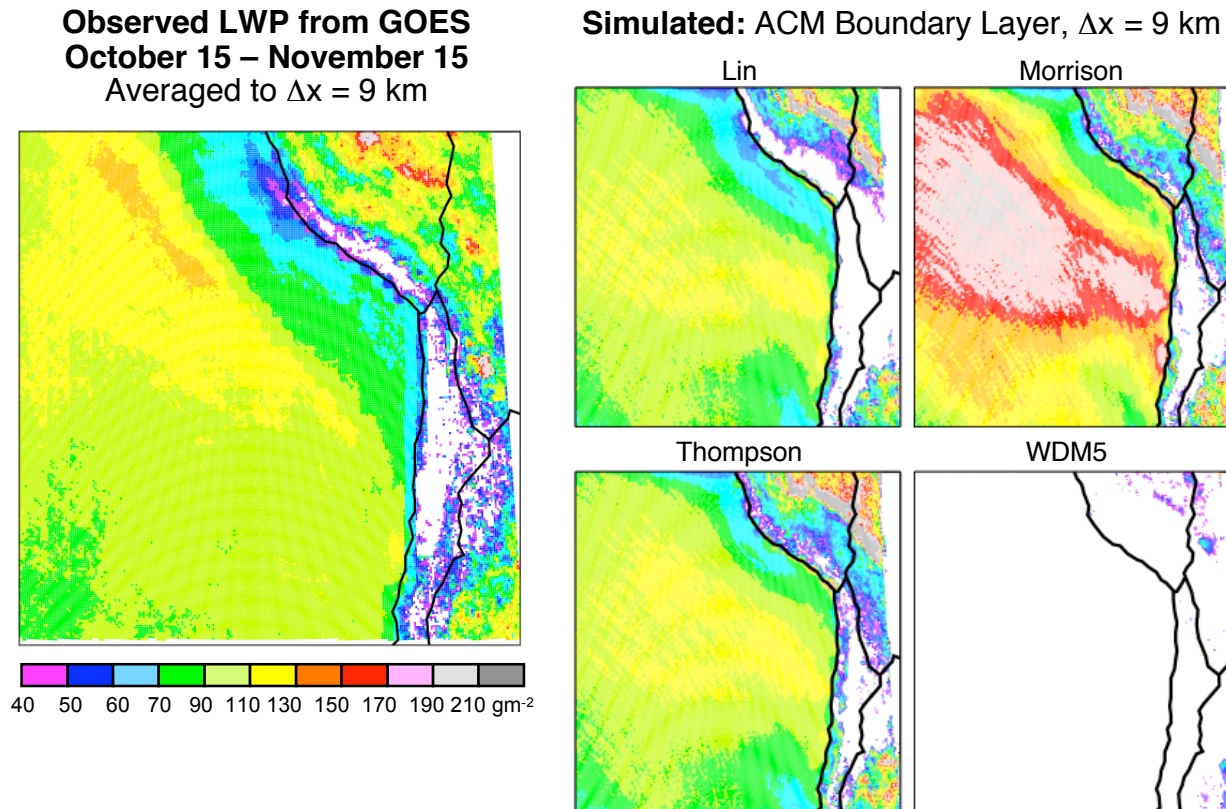 Observed LWP from GOES
October 15 – November 15
Averaged to Δx = 9 km
40 50 60 70 90 110 130 150 170 190 210 gm-2
Simulated: ACM Boundary Layer, Δx = 9 km
Lin Morrison
Thompson WDM5